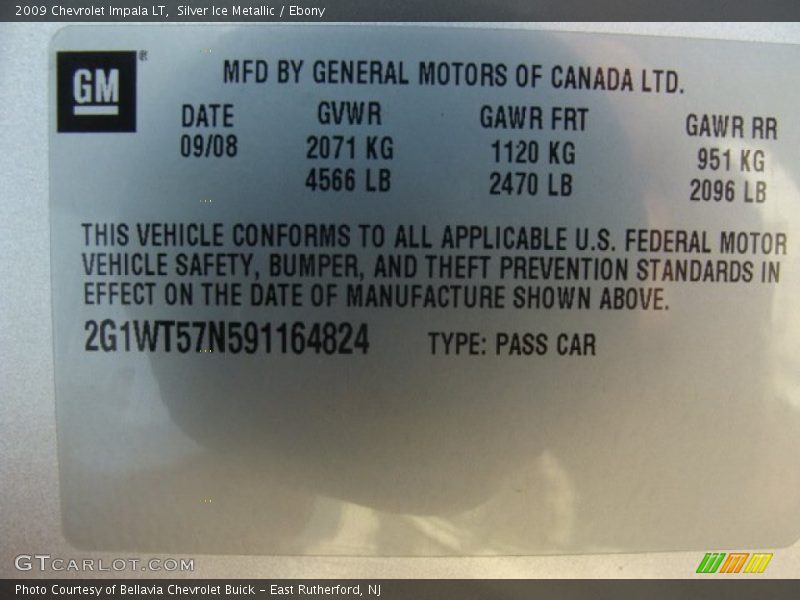 2009 Chevrolet Impala LT,  Silver Ice Metallic / Ebony
GM®
MFD BY GENERAL MOTORS OF CANADA LTD.
DATE GVWR GAWR FRT GAWR RR
09/08 2071 KG 1120 KG 951 KG
4566 LB 2470 LB 2096 LB
THIS VEHICLE CONFORMS TO ALL APPLICABLE U.S. FEDERAL MOTOR
VEHICLE SAFETY, BUMPER, AND THEFT PREVENTION STANDARDS IN
EFFECT ON THE DATE OF MANUFACTURE SHOWN ABOVE.
2G1WT57N591164824 TYPE: PASS CAR
GTCARLOT.COM
Photo Courtesy of Bellavia Chevrolet Buick – East Rutherford, NJ